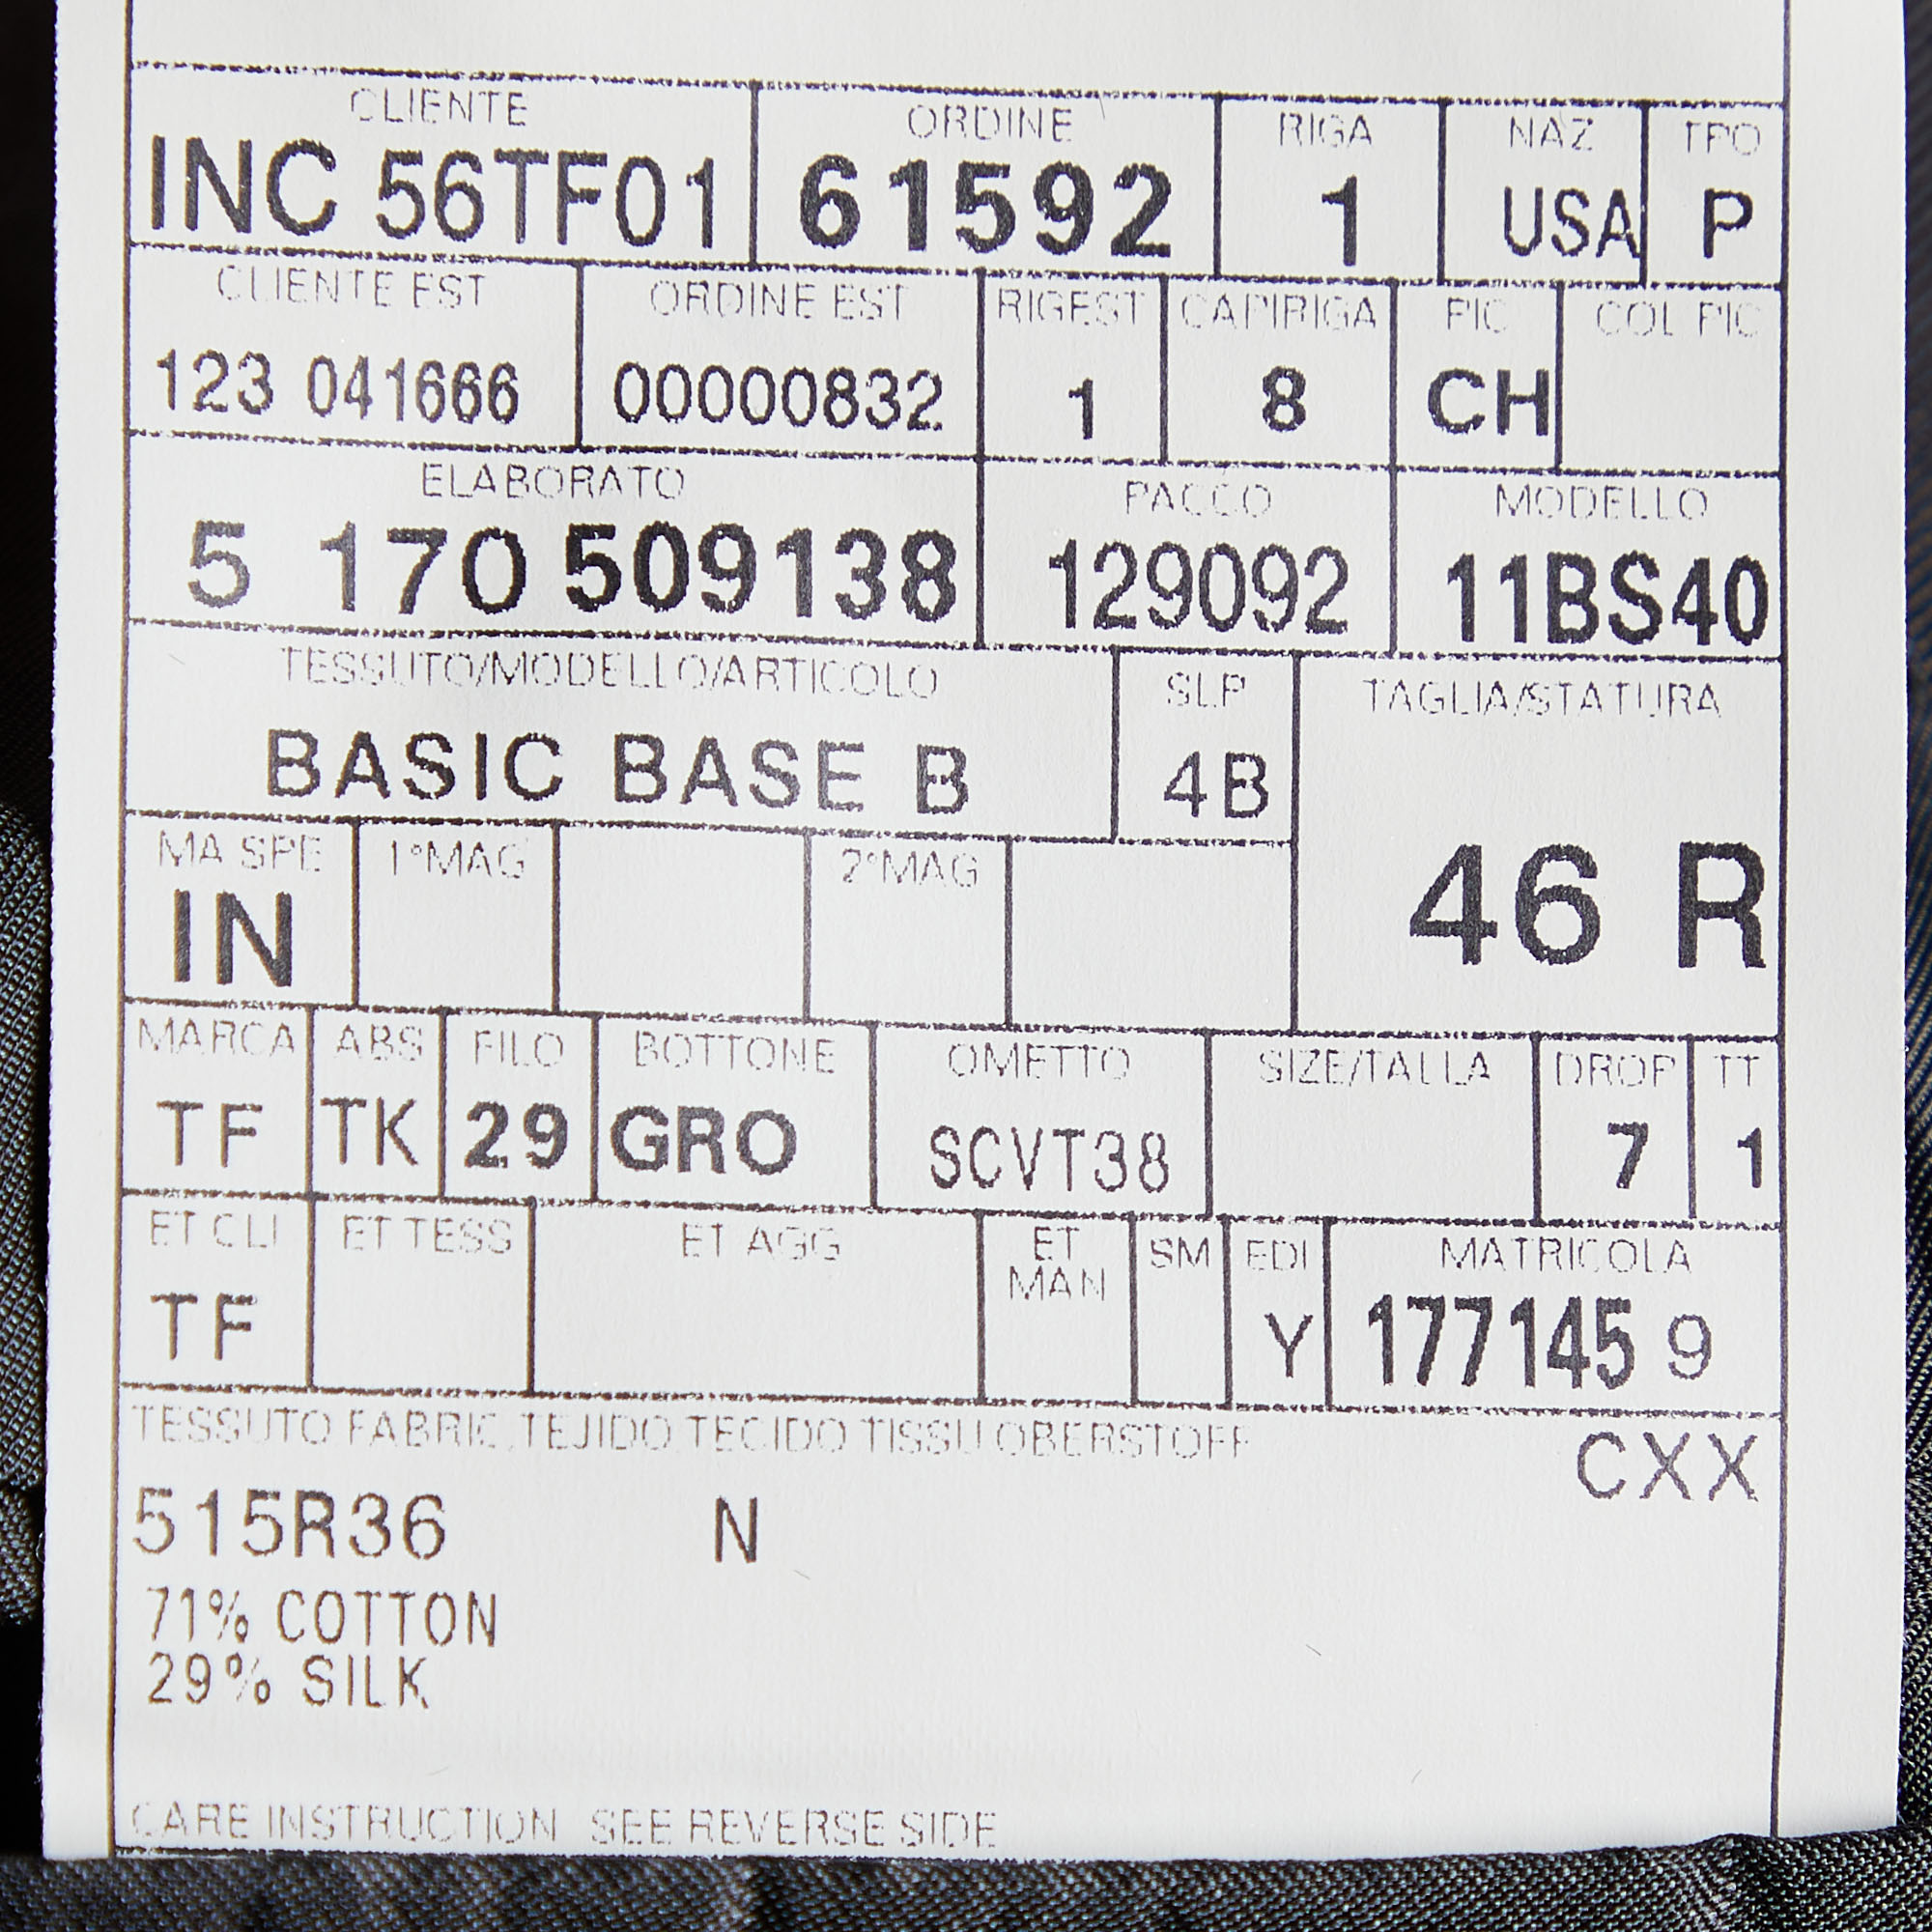 CLIENTE ORDINE RIGA NAZ TPO
INC 56TF01 61592 1 USA P
CLIENTE EST ORDINE EST RIGEST CAPIRIGA PIC COL PIC
123 041666 00000832 1 8 CH
ELABORATO PACCO MODELLO
5 170 509138 129092 11BS40
TESSUTO/MODELLO/ARTICOLO SLP TAGLIA/STATURA
BASIC BASE B 4B
MA SPE 1°MAG 2°MAG
IN 46 R
MARCA ABS FILO BOTTONE OMETTO SIZE/TALLA DROP TT
TF TK 29 GRO SCVT38 7 1
ET CLI ET TESS ET AGG ET MAN SM EDI MATRICOLA
TF Y 177145 9
TESSUTO FABRIC TEJIDO TECIDO TISSU OBERSTOFF
CXX
515R36 N
71% COTTON
29% SILK
CARE INSTRUCTION SEE REVERSE SIDE